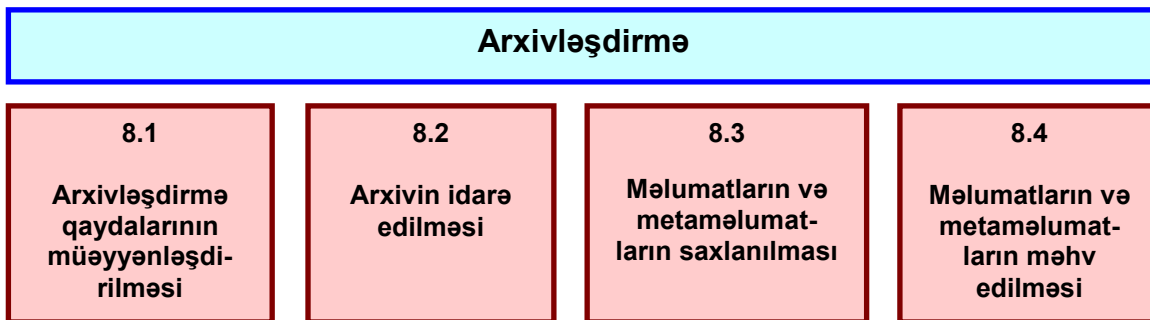 Arxivləşdirmə
8.1
Arxivləşdirmə
qaydalarının
müəyyənləşdi-
rilməsi
8.2
Arxivin idarə
edilməsi
8.3
Məlumatların və
metaməlumat-
ların saxlanılması
8.4
Məlumatların və
metaməlumat-
ların məhv
edilməsi